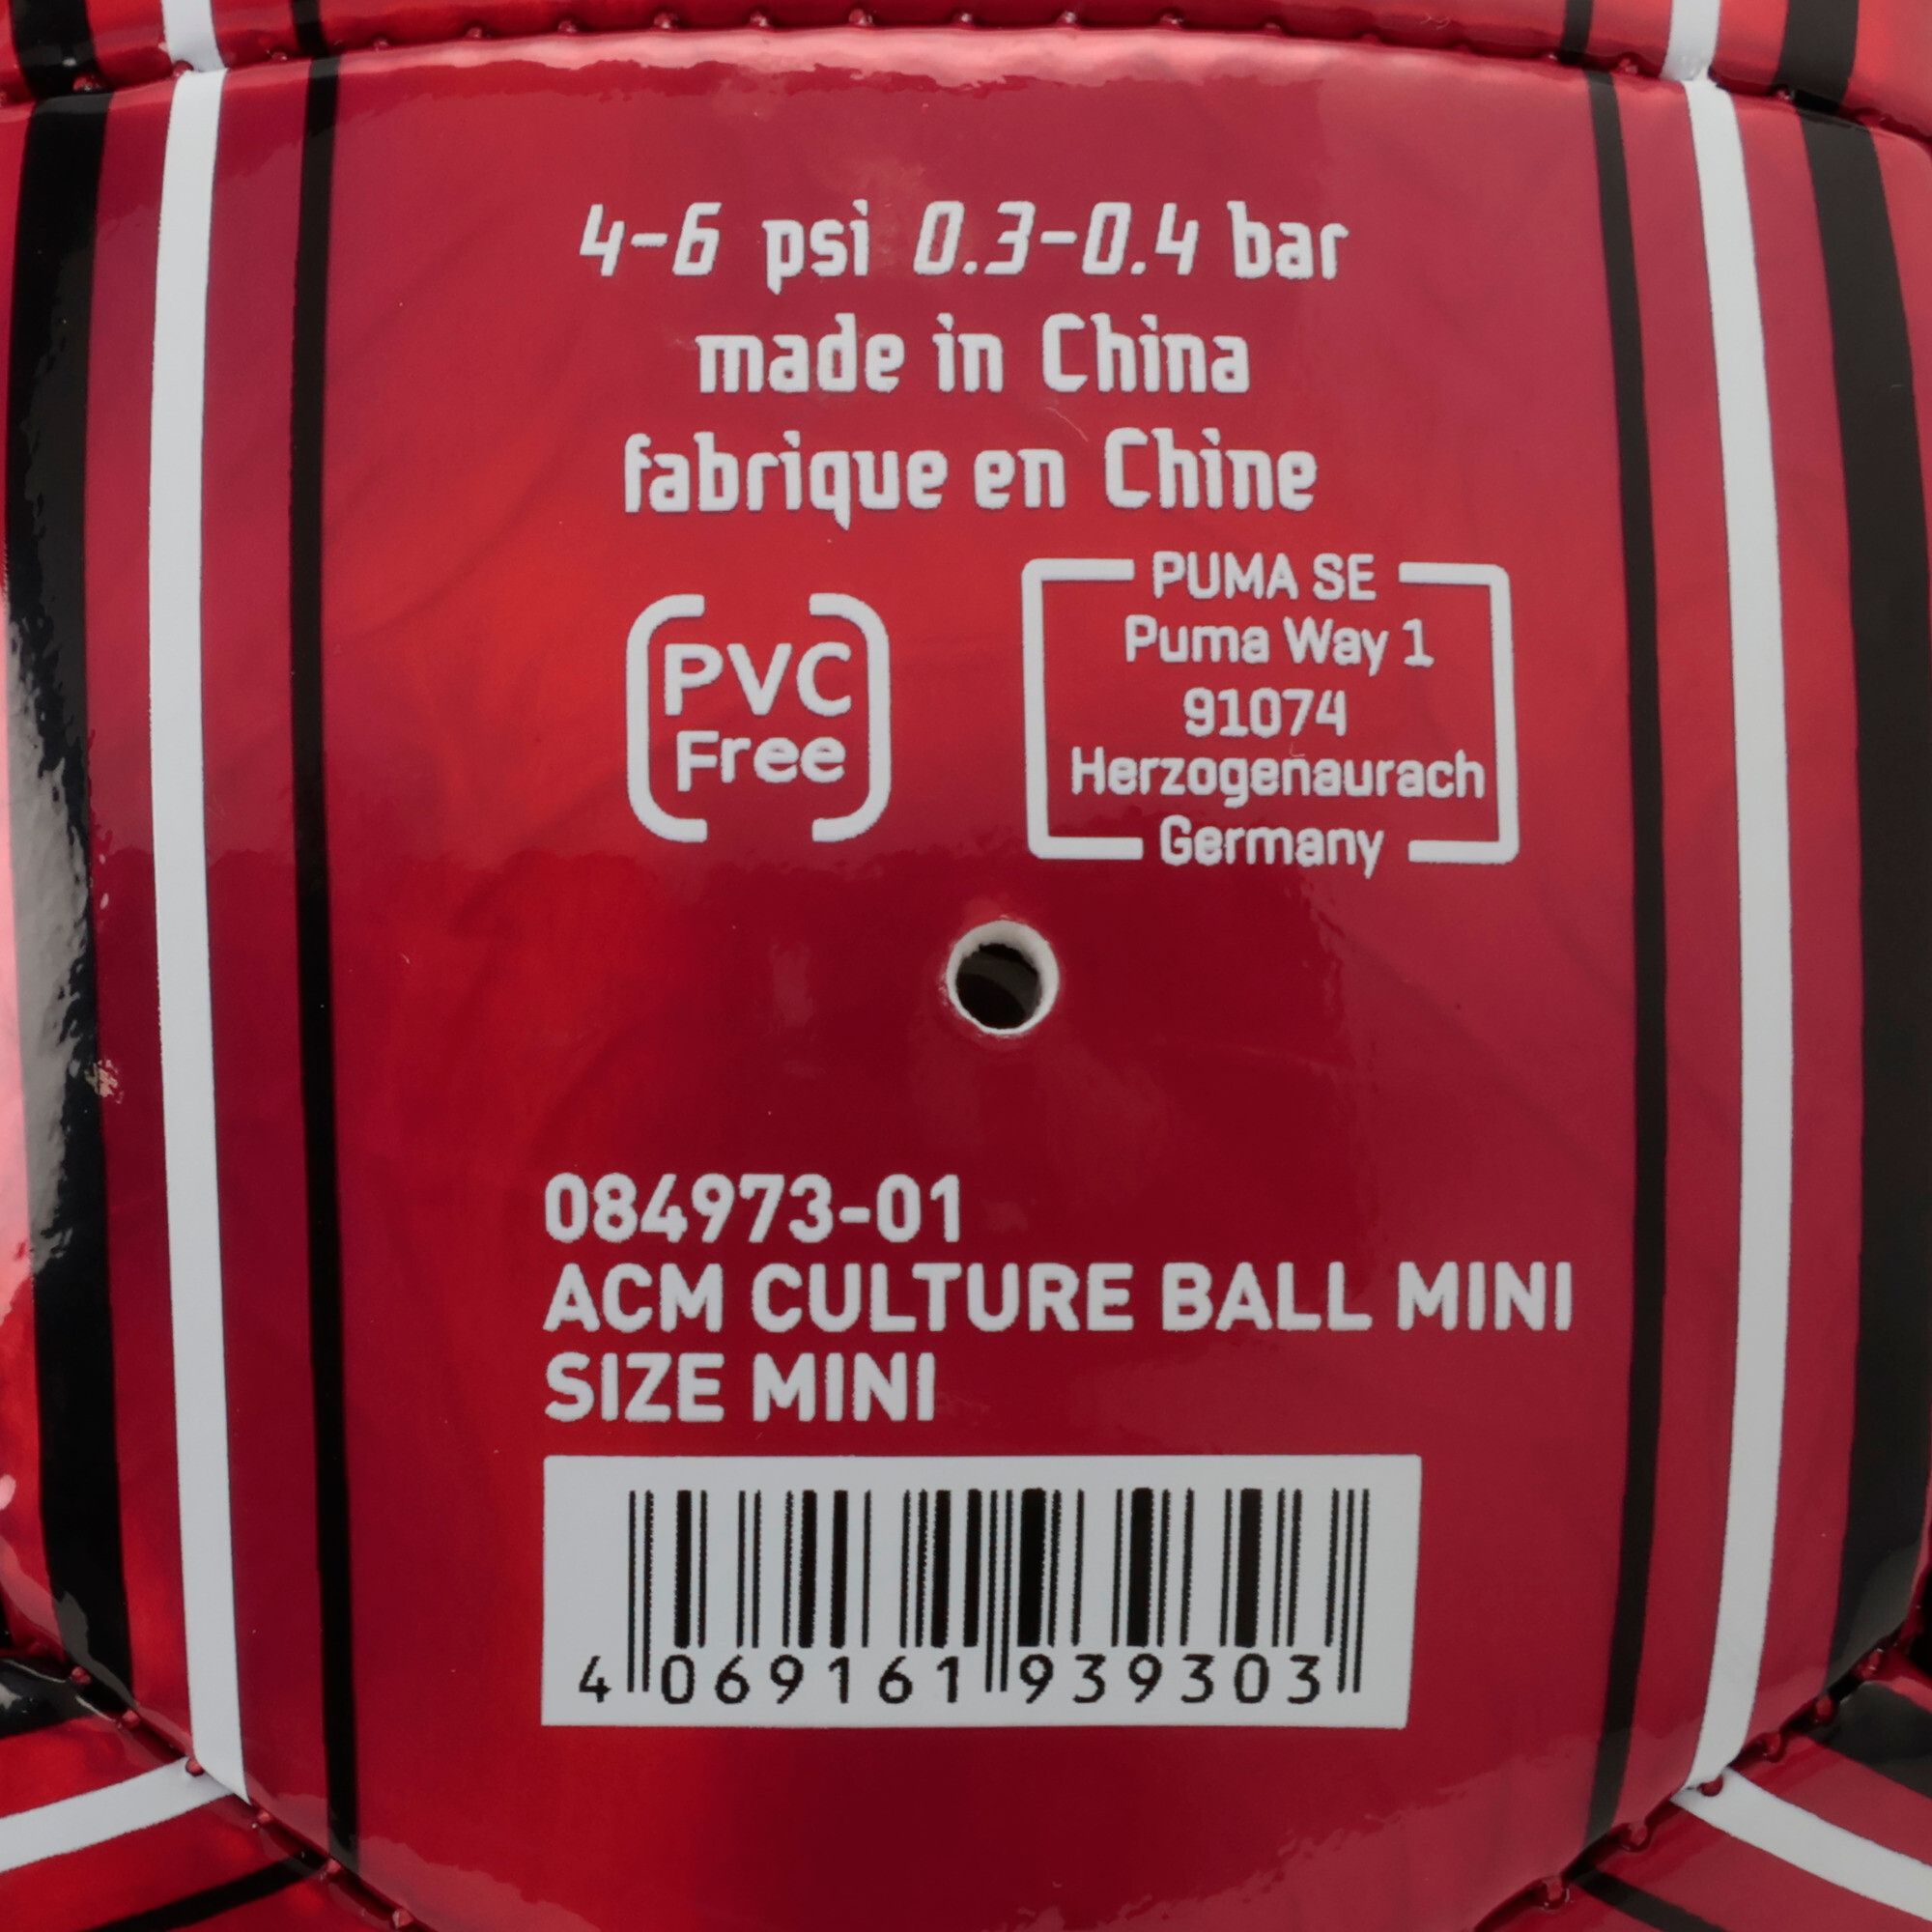 4-6 psi 0.3-0.4 bar
made in China
fabrique en Chine
PVC
Free
PUMA SE
Puma Way 1
91074
Herzogenaurach
Germany
084973-01
ACM CULTURE BALL MINI
SIZE MINI
4 069161 939303